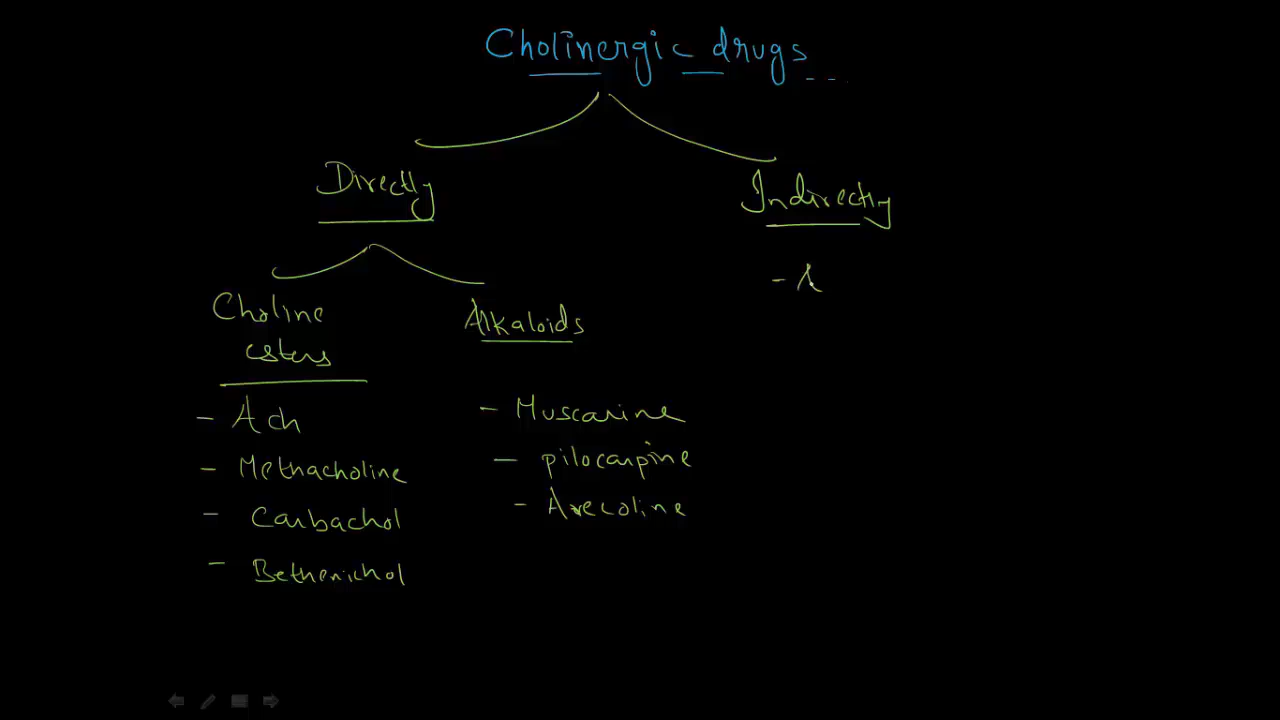 Cholinergic drugs
Directly
Indirectly
Choline
esters
Alkaloids
- Ach
- Methacholine
- Carbachol
- Bethenichol
- Muscarine
- pilocarpine
- Arecoline